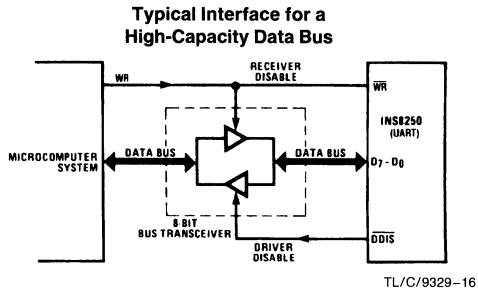 Typical Interface for a
High-Capacity Data Bus
WR
RECEIVER
DISABLE
WR
INS8250
(UART)
MICROCOMPUTER
SYSTEM
DATA BUS
DATA BUS
D7 - D0
8-BIT
BUS TRANSCEIVER
DRIVER
DISABLE
DDIS
TL/C/9329-16